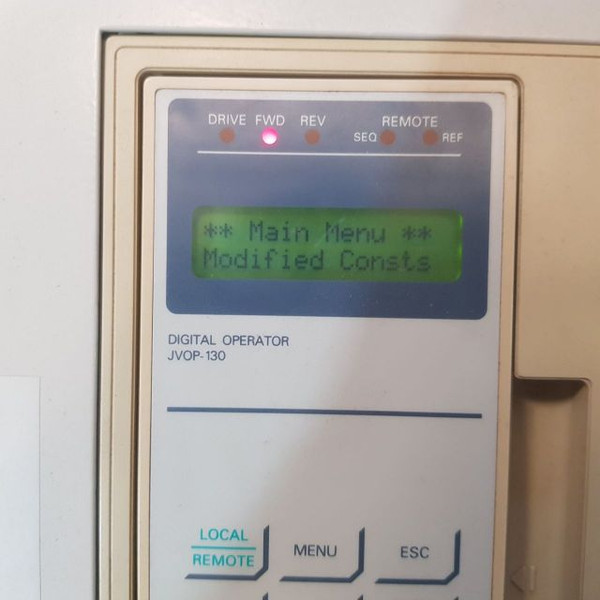 DRIVE FWD REV REMOTE
SEQ REF
** Main Menu **
Modified Consts
DIGITAL OPERATOR
JVOP-130
LOCAL
REMOTE
MENU
ESC